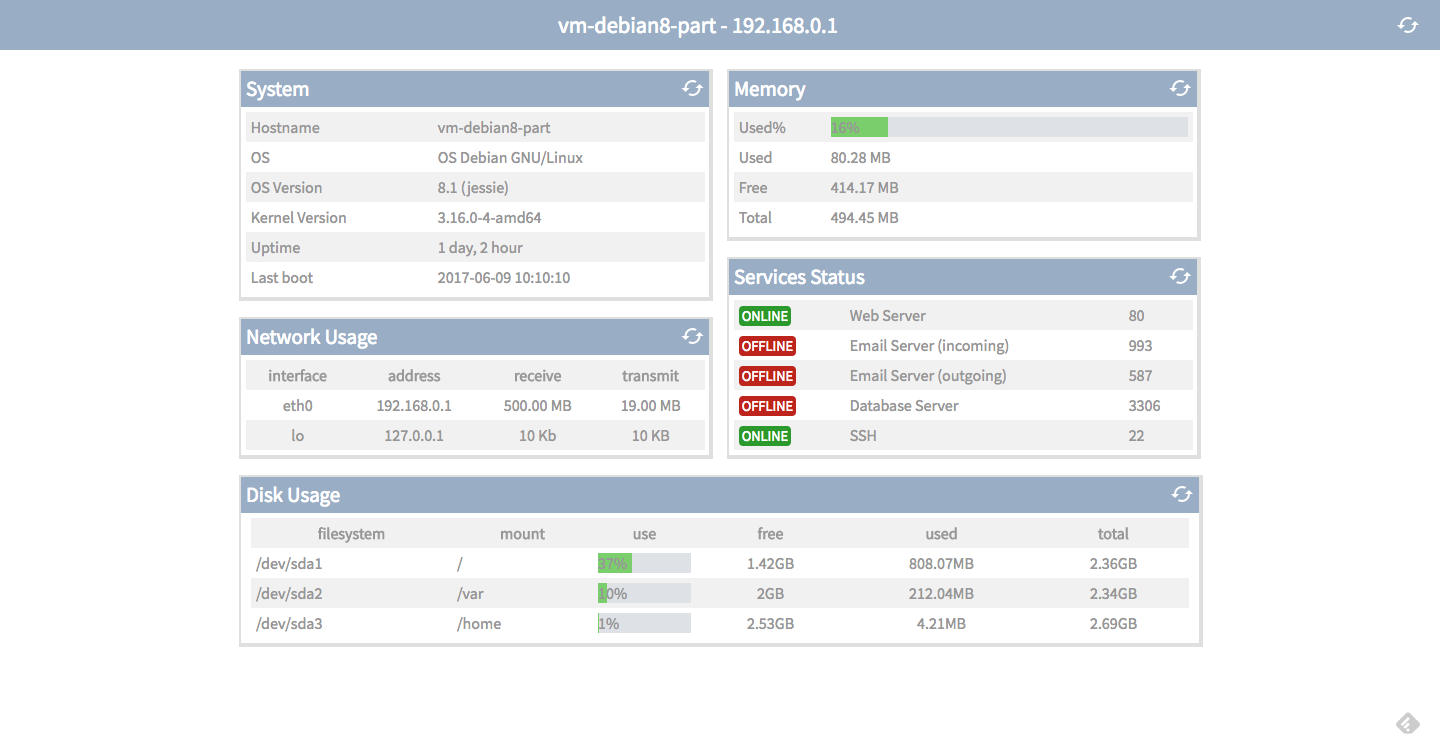 vm-debian8-part - 192.168.0.1
System
Hostname vm-debian8-part
OS OS Debian GNU/Linux
OS Version 8.1 (jessie)
Kernel Version 3.16.0-4-amd64
Uptime 1 day, 2 hour
Last boot 2017-06-09 10:10:10
Memory
Used% 16%
Used 80.28 MB
Free 414.17 MB
Total 494.45 MB
Network Usage
interface address receive transmit
eth0 192.168.0.1 500.00 MB 19.00 MB
lo 127.0.0.1 10 Kb 10 KB
Services Status
ONLINE Web Server 80
OFFLINE Email Server (incoming) 993
OFFLINE Email Server (outgoing) 587
OFFLINE Database Server 3306
ONLINE SSH 22
Disk Usage
filesystem mount use free used total
/dev/sda1 / 37% 1.42GB 808.07MB 2.36GB
/dev/sda2 /var 10% 2GB 212.04MB 2.34GB
/dev/sda3 /home 1% 2.53GB 4.21MB 2.69GB